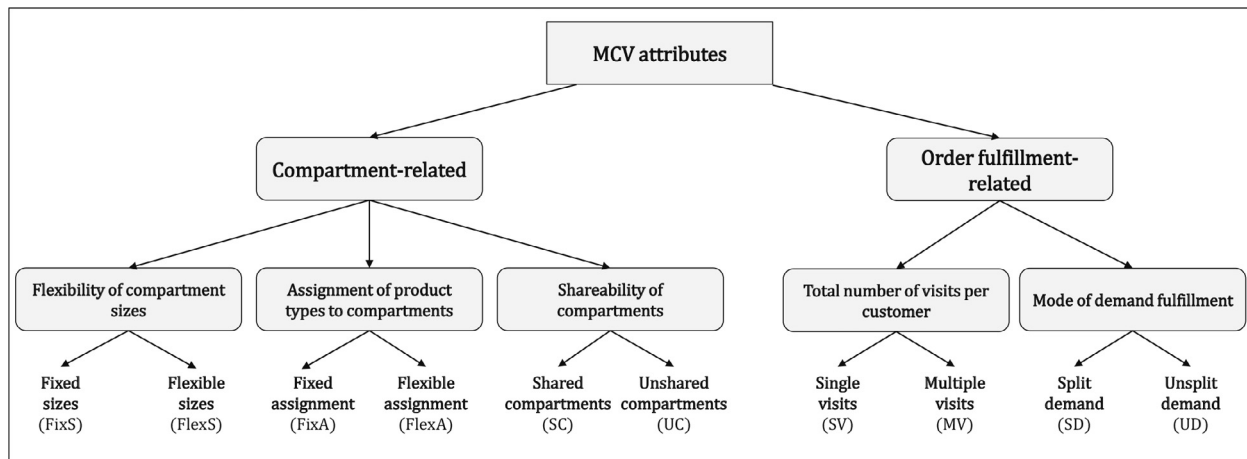 MCV attributes
Compartment-related
Order fulfillment-
related
Flexibility of compartment
sizes
Assignment of product
types to compartments
Shareability of
compartments
Total number of visits per
customer
Mode of demand fulfillment
Fixed
sizes
(FixS)
Flexible
sizes
(FlexS)
Fixed
assignment
(FixA)
Flexible
assignment
(FlexA)
Shared
compartments
(SC)
Unshared
compartments
(UC)
Single
visits
(SV)
Multiple
visits
(MV)
Split
demand
(SD)
Unsplit
demand
(UD)